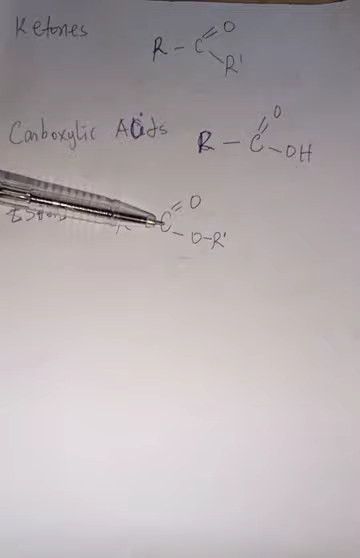 Ketones
R - C = O
R'
Carboxylic Acids
R - C = O
- OH
C = O
- O-R'